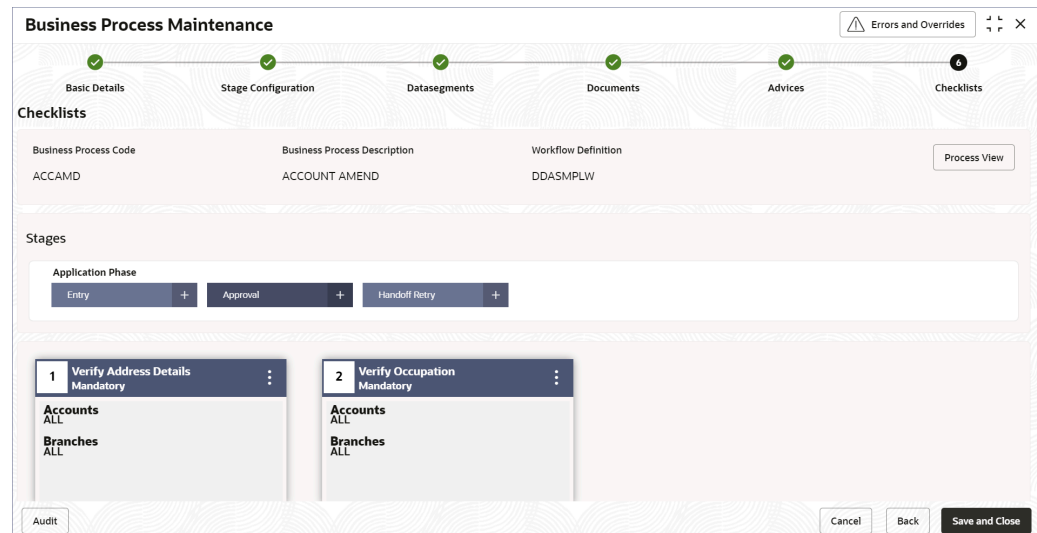 Business Process Maintenance
Errors and Overrides
6
Basic Details
Stage Configuration
Datasegments
Documents
Advices
Checklists
Checklists
Business Process Code
Business Process Description
Workflow Definition
Process View
ACCAMD
ACCOUNT AMEND
DDASMPLW
Stages
Application Phase
Entry +
Approval +
Handoff Retry +
1
Verify Address Details
Mandatory
Accounts
ALL
Branches
ALL
2
Verify Occupation
Mandatory
Accounts
ALL
Branches
ALL
Audit
Cancel
Back
Save and Close